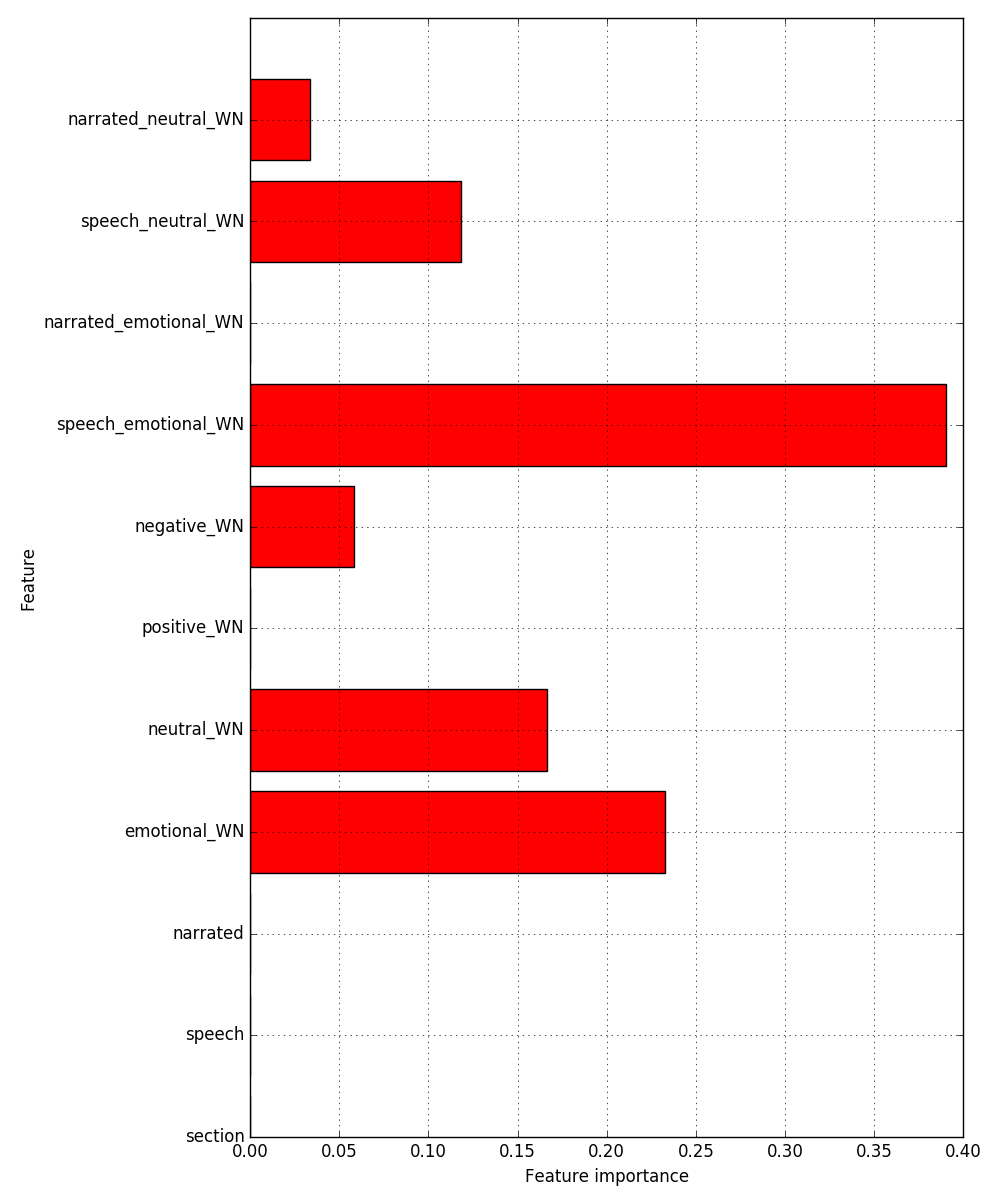 narrated_neutral_WN
speech_neutral_WN
narrated_emotional_WN
speech_emotional_WN
negative_WN
positive_WN
neutral_WN
emotional_WN
narrated
speech
section
Feature
0.00 0.05 0.10 0.15 0.20 0.25 0.30 0.35 0.40
Feature importance